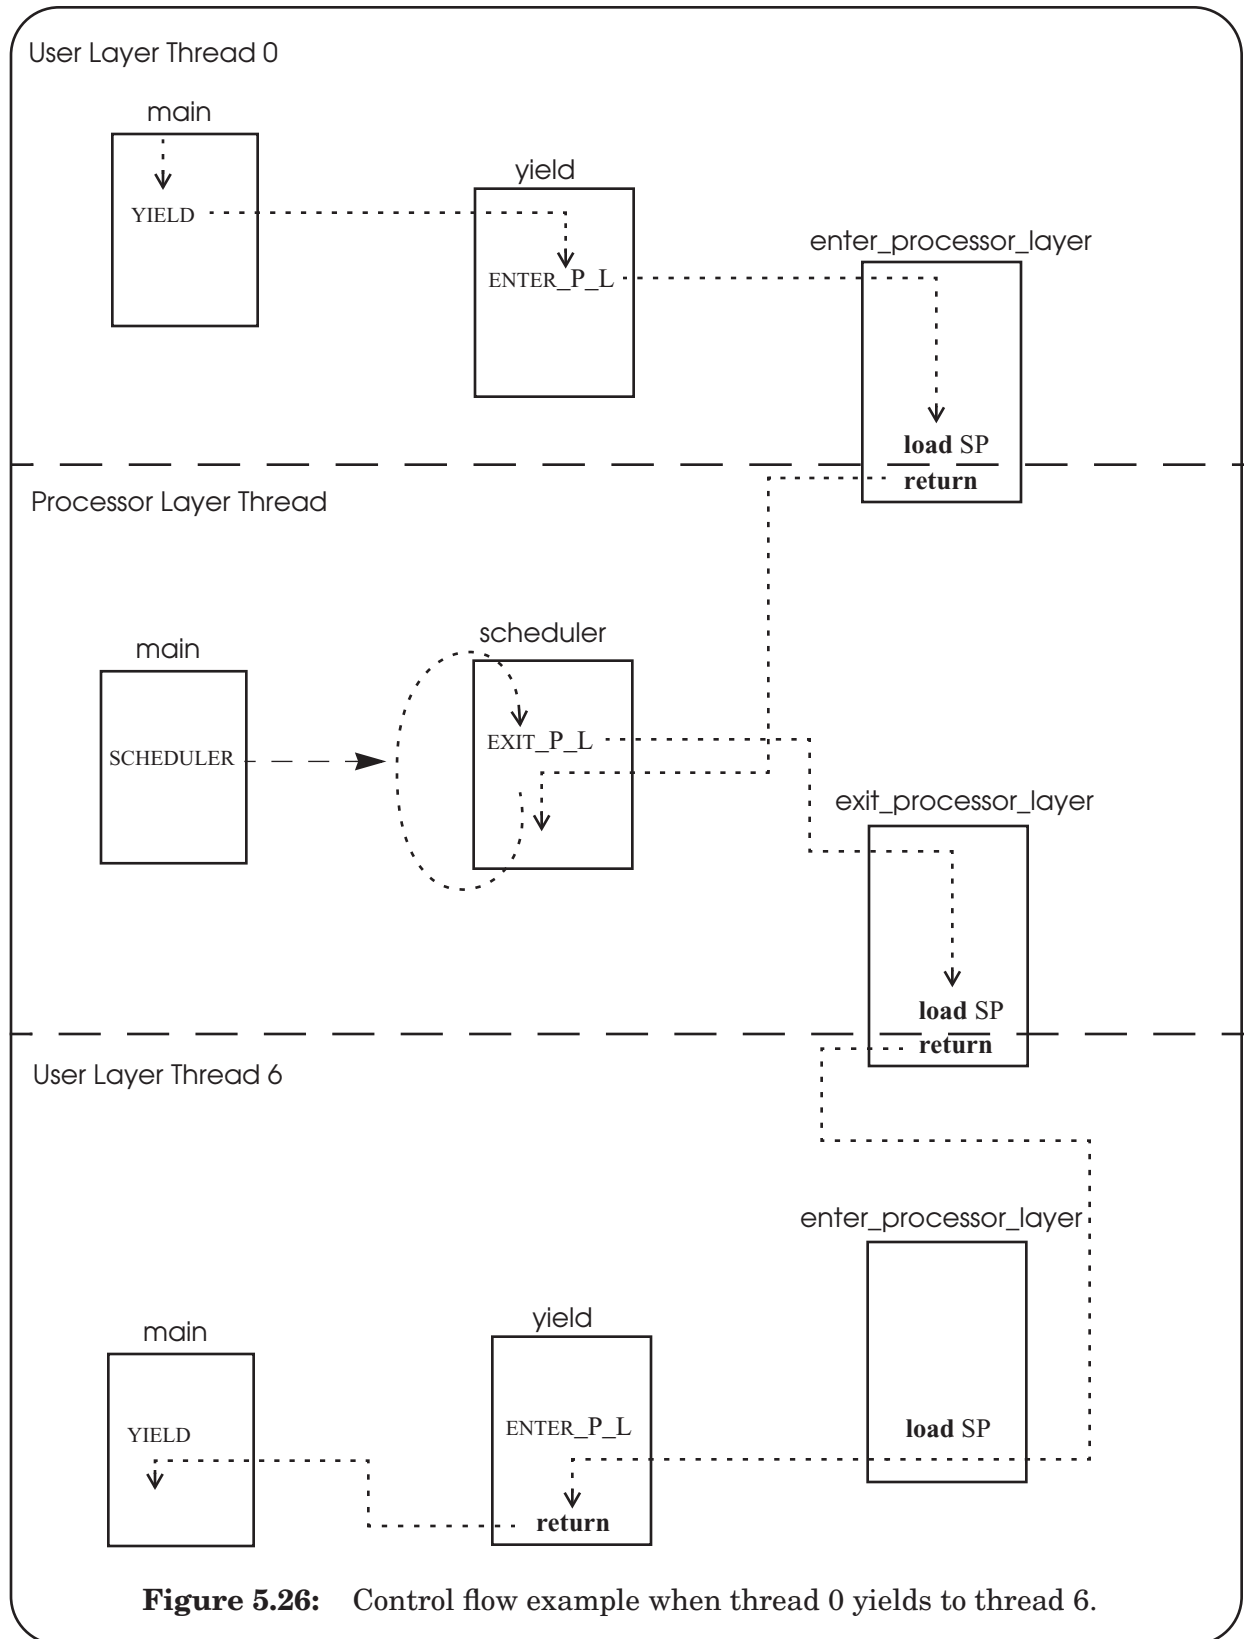 User Layer Thread 0
main
YIELD
yield
ENTER_P_L
enter_processor_layer
load SP
return
Processor Layer Thread
main
SCHEDULER
scheduler
EXIT_P_L
exit_processor_layer
load SP
return
User Layer Thread 6
enter_processor_layer
load SP
yield
ENTER_P_L
return
main
YIELD
Figure 5.26: Control flow example when thread 0 yields to thread 6.